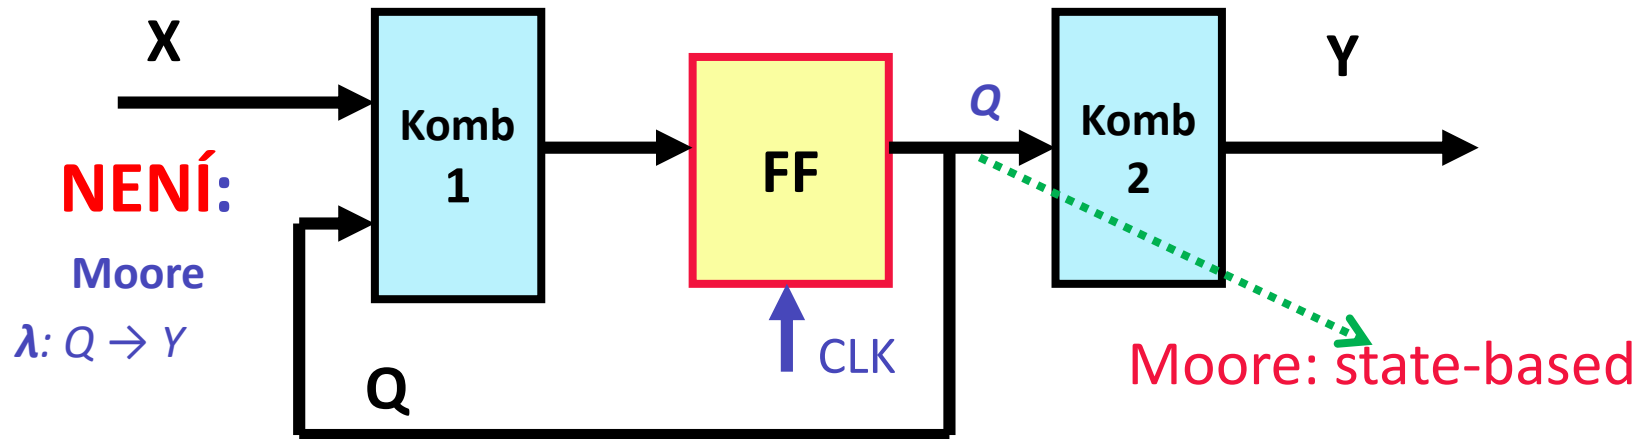 X
Komb
1
FF
Q
Komb
2
Y
NENÍ:
Moore
λ: Q → Y
CLK
Q
Moore: state-based